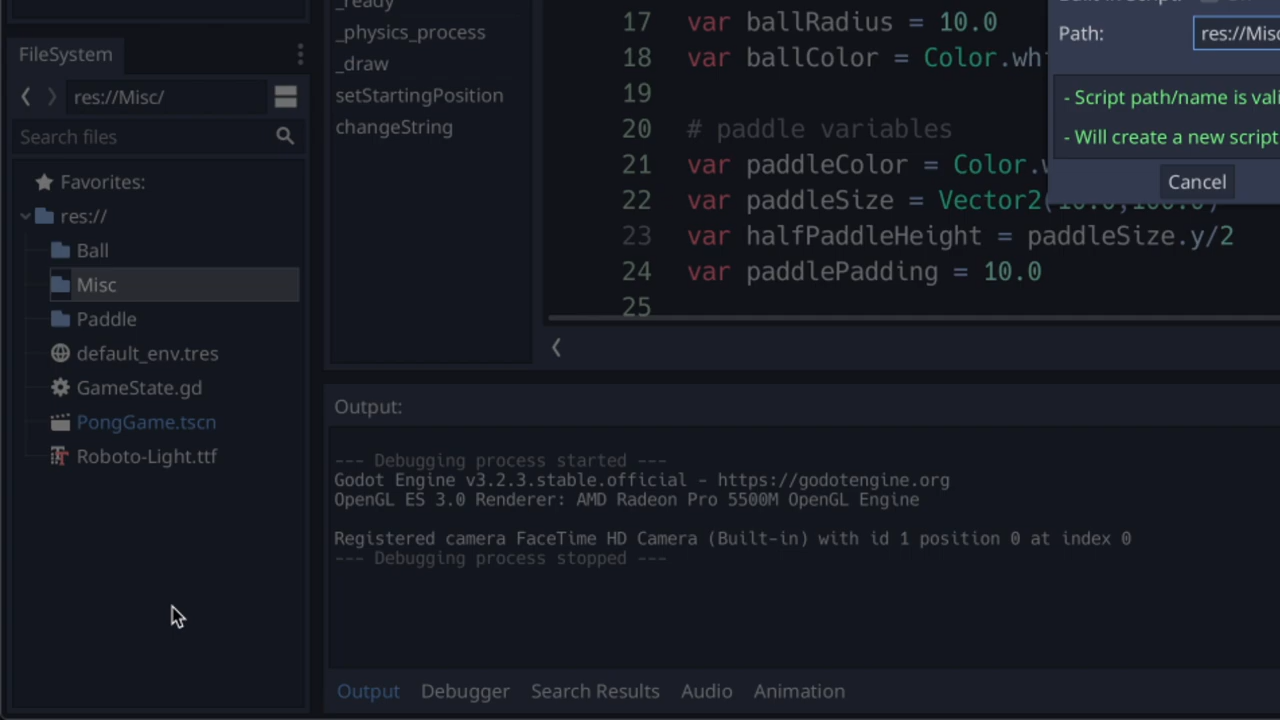 FileSystem
res://Misc/
Search files
Favorites:
res://
Ball
Misc
Paddle
default_env.tres
GameState.gd
PongGame.tscn
Roboto-Light.ttf
_ready
_physics_process
_draw
setStartingPosition
changeString
17 var ballRadius = 10.0
18 var ballColor = Color.wh
19
20 # paddle variables
21 var paddleColor = Color.w
22 var paddleSize = Vector2(10.0,100.0)
23 var halfPaddleHeight = paddleSize.y/2
24 var paddlePadding = 10.0
25
Path: res://Misc
- Script path/name is vali
- Will create a new script
Cancel
Output:
--- Debugging process started ---
Godot Engine v3.2.3.stable.official - https://godotengine.org
OpenGL ES 3.0 Renderer: AMD Radeon Pro 5500M OpenGL Engine
Registered camera FaceTime HD Camera (Built-in) with id 1 position 0 at index 0
--- Debugging process stopped ---
Output Debugger Search Results Audio Animation